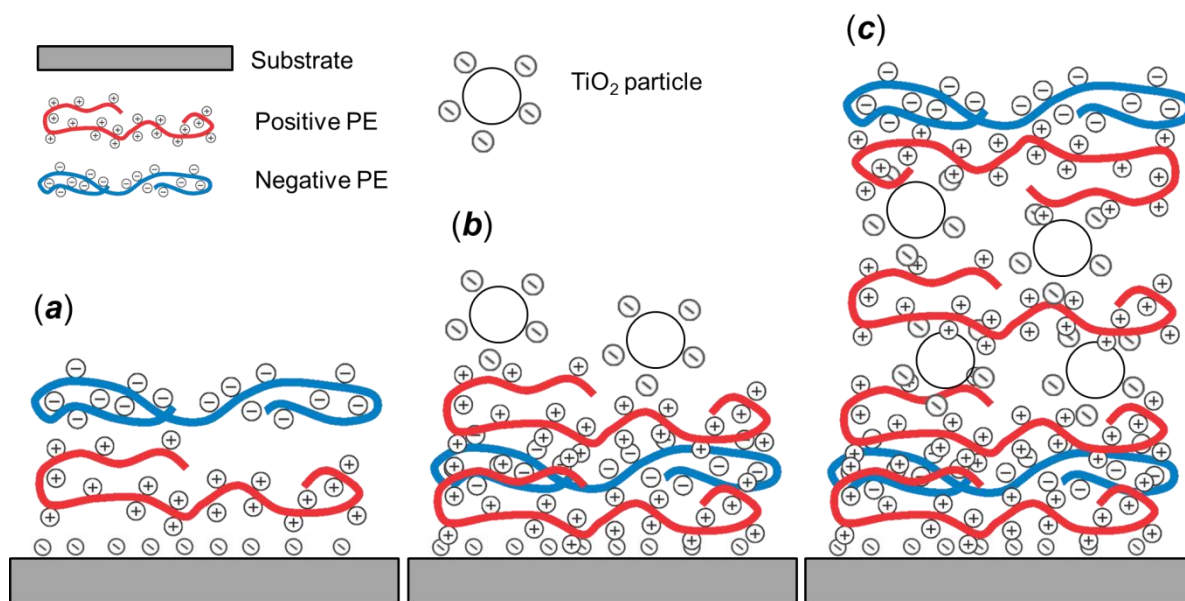 Substrate
Positive PE
Negative PE
TiO₂ particle
(a)
(b)
(c)